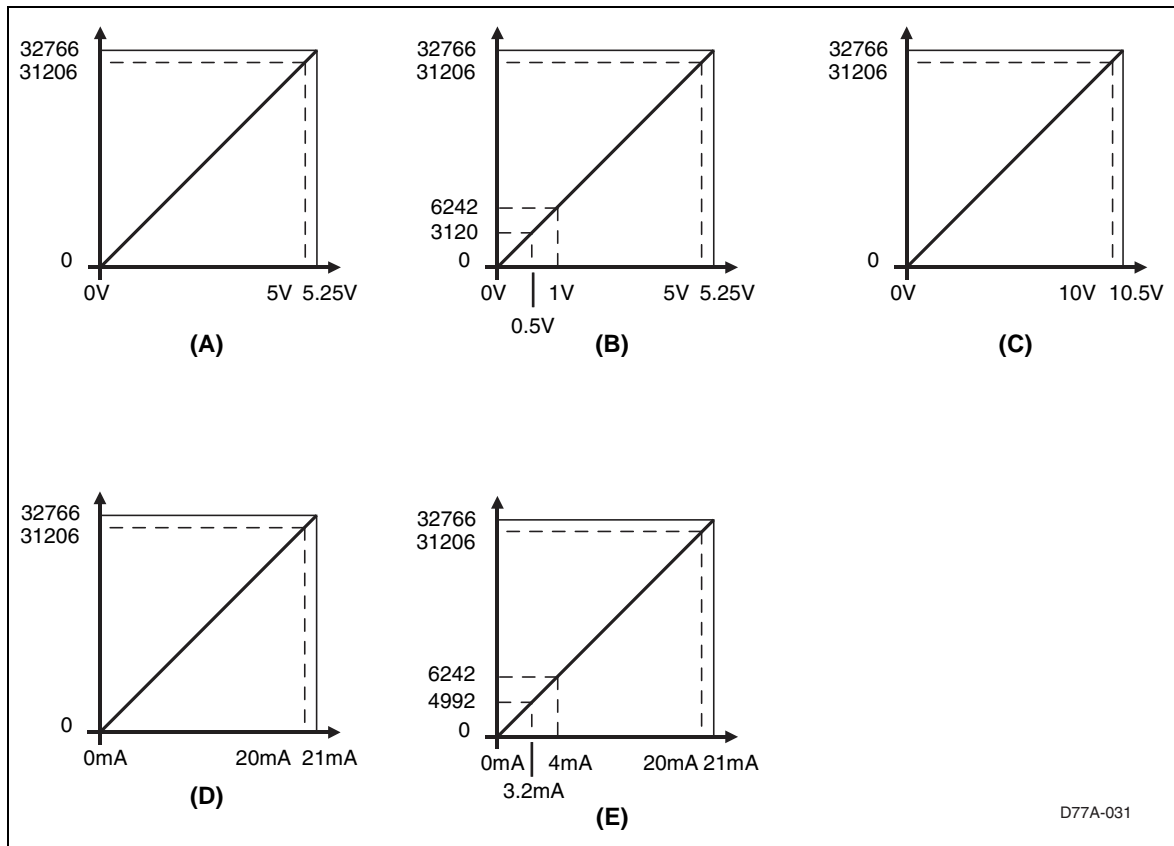 32766
31206
0
0V 5V 5.25V
(A)
32766
31206
6242
3120
0
0V 1V 5V 5.25V
0.5V
(B)
32766
31206
0
0V 10V 10.5V
(C)
32766
31206
0
0mA 20mA 21mA
(D)
32766
31206
6242
4992
0
0mA 4mA 20mA 21mA
3.2mA
(E)
D77A-031